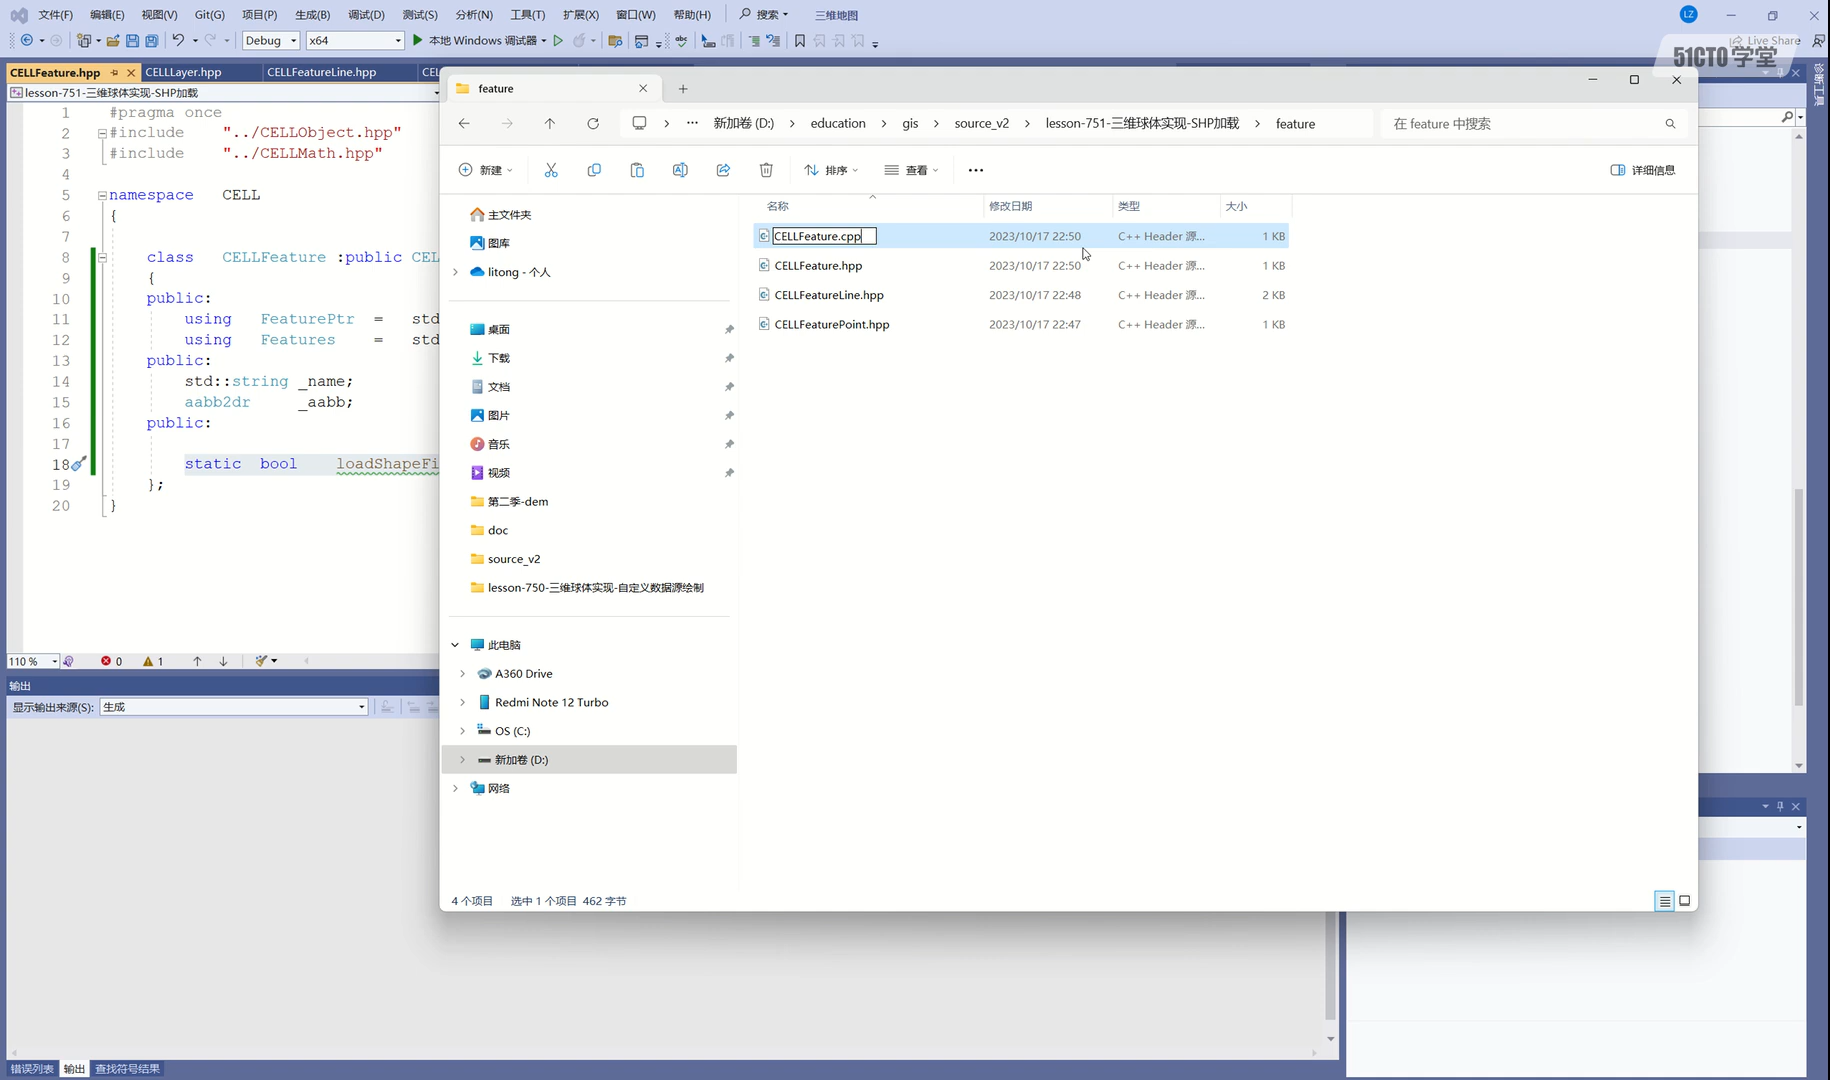 文件(F) 编辑(E) 视图(V) Git(G) 项目(P) 生成(B) 调试(D) 测试(S) 分析(N) 工具(T) 扩展(X) 窗口(W) 帮助(H) 搜索 三维地图 LZ
Debug x64 本地 Windows 调试器 Live Share
51CTO学堂
CELLFeature.hpp CELLLayer.hpp CELLFeatureLine.hpp CE
lesson-751-三维球体实现-SHP加载
1 #pragma once
2 #include "../CELLObject.hpp"
3 #include "../CELLMath.hpp"
4
5 namespace CELL
6 {
7
8 class CELLFeature :public CEL
9 {
10 public:
11 using FeaturePtr = std
12 using Features = std
13 public:
14 std::string _name;
15 aabb2dr _aabb;
16 public:
17
18 static bool loadShapeFi
19 };
20 }
110 % 0 1
输出
显示输出来源(S): 生成
错误列表 输出 查找符号结果
诊断工具
feature
新加卷 (D:) education gis source_v2 lesson-751-三维球体实现-SHP加载 feature 在 feature 中搜索
新建 排序 查看 详细信息
主文件夹
图库
litong - 个人
桌面
下载
文档
图片
音乐
视频
第二季-dem
doc
source_v2
lesson-750-三维球体实现-自定义数据源绘制
此电脑
A360 Drive
Redmi Note 12 Turbo
OS (C:)
新加卷 (D:)
网络
名称 修改日期 类型 大小
CELLFeature.cpp 2023/10/17 22:50 C++ Header 源... 1 KB
CELLFeature.hpp 2023/10/17 22:50 C++ Header 源... 1 KB
CELLFeatureLine.hpp 2023/10/17 22:48 C++ Header 源... 2 KB
CELLFeaturePoint.hpp 2023/10/17 22:47 C++ Header 源... 1 KB
4 个项目 选中 1 个项目 462 字节